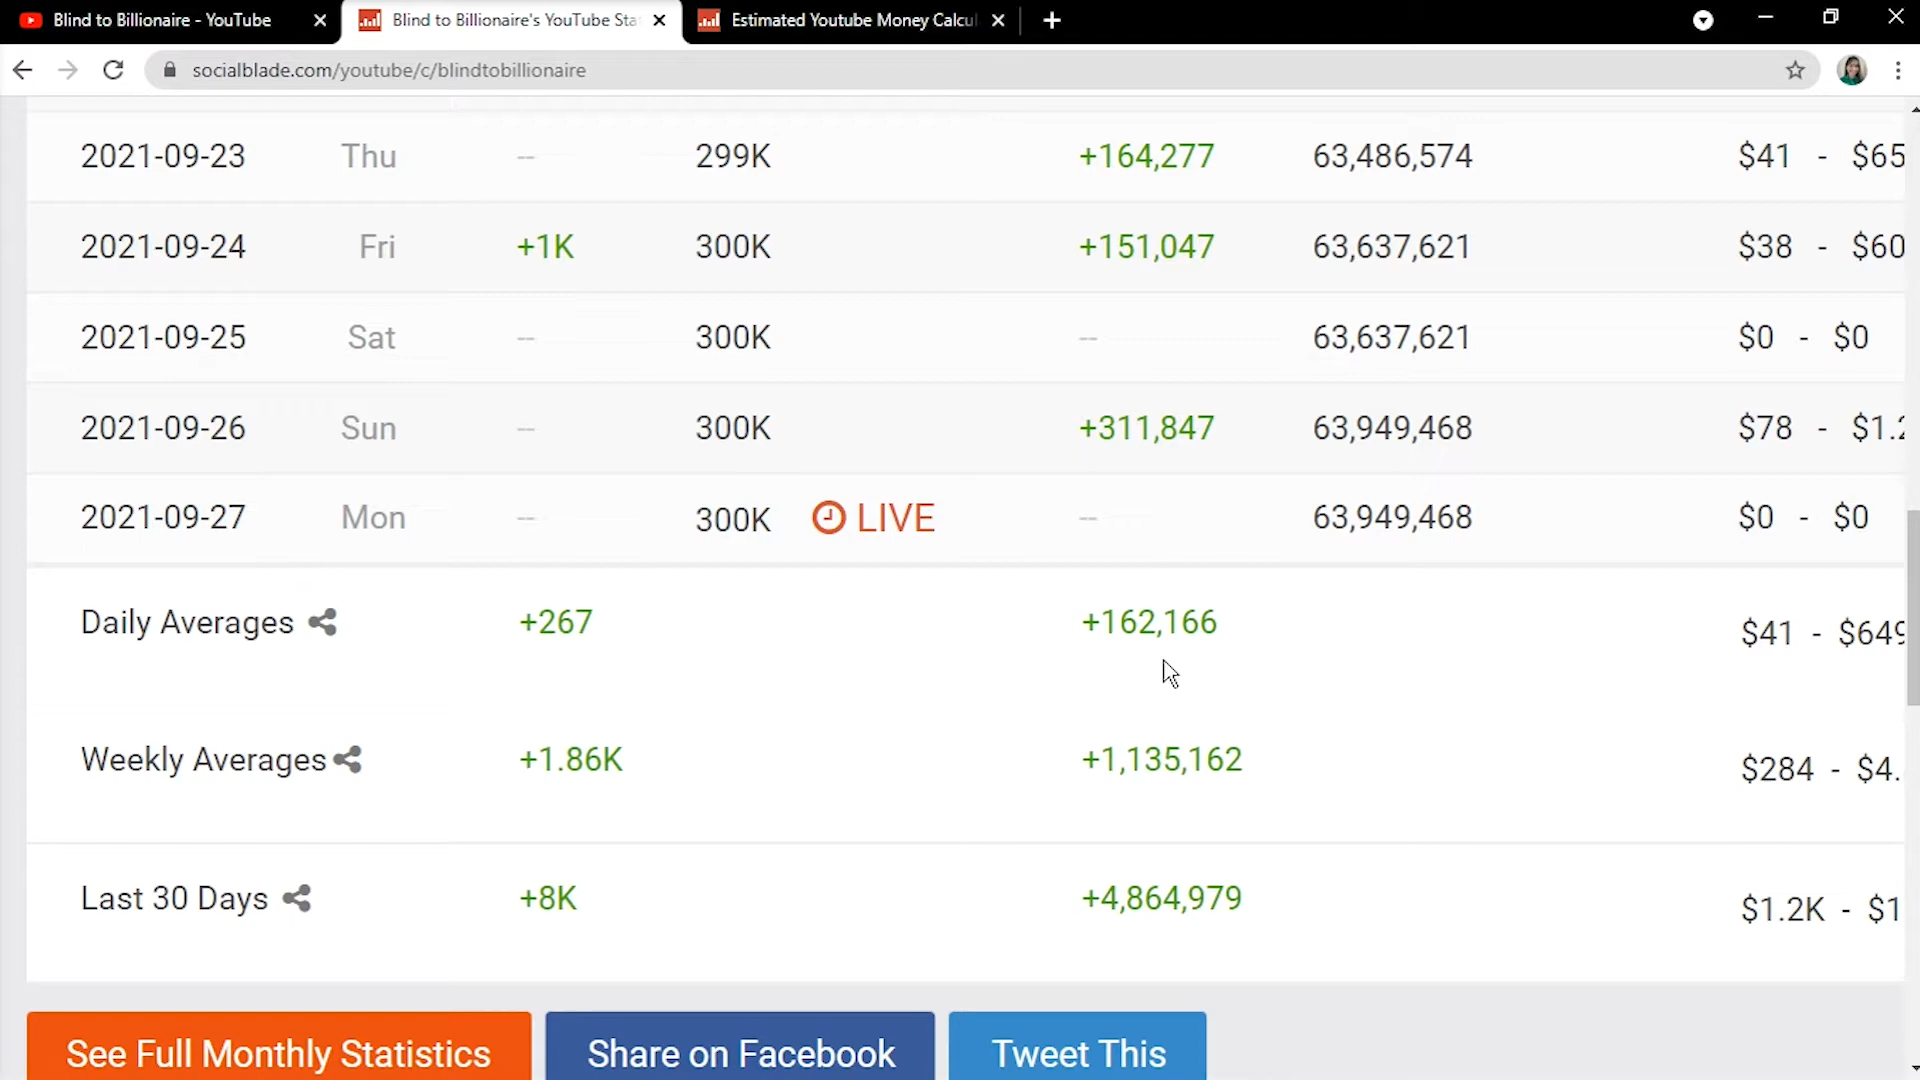 Blind to Billionaire - YouTube
Blind to Billionaire's YouTube Sta
Estimated Youtube Money Calcul
socialblade.com/youtube/c/blindtobillionaire
2021-09-23 Thu -- 299K +164,277 63,486,574 $41 - $65
2021-09-24 Fri +1K 300K +151,047 63,637,621 $38 - $60
2021-09-25 Sat -- 300K -- 63,637,621 $0 - $0
2021-09-26 Sun -- 300K +311,847 63,949,468 $78 - $1.2
2021-09-27 Mon -- 300K LIVE -- 63,949,468 $0 - $0
Daily Averages +267 +162,166 $41 - $649
Weekly Averages +1.86K +1,135,162 $284 - $4.
Last 30 Days +8K +4,864,979 $1.2K - $1
See Full Monthly Statistics Share on Facebook Tweet This